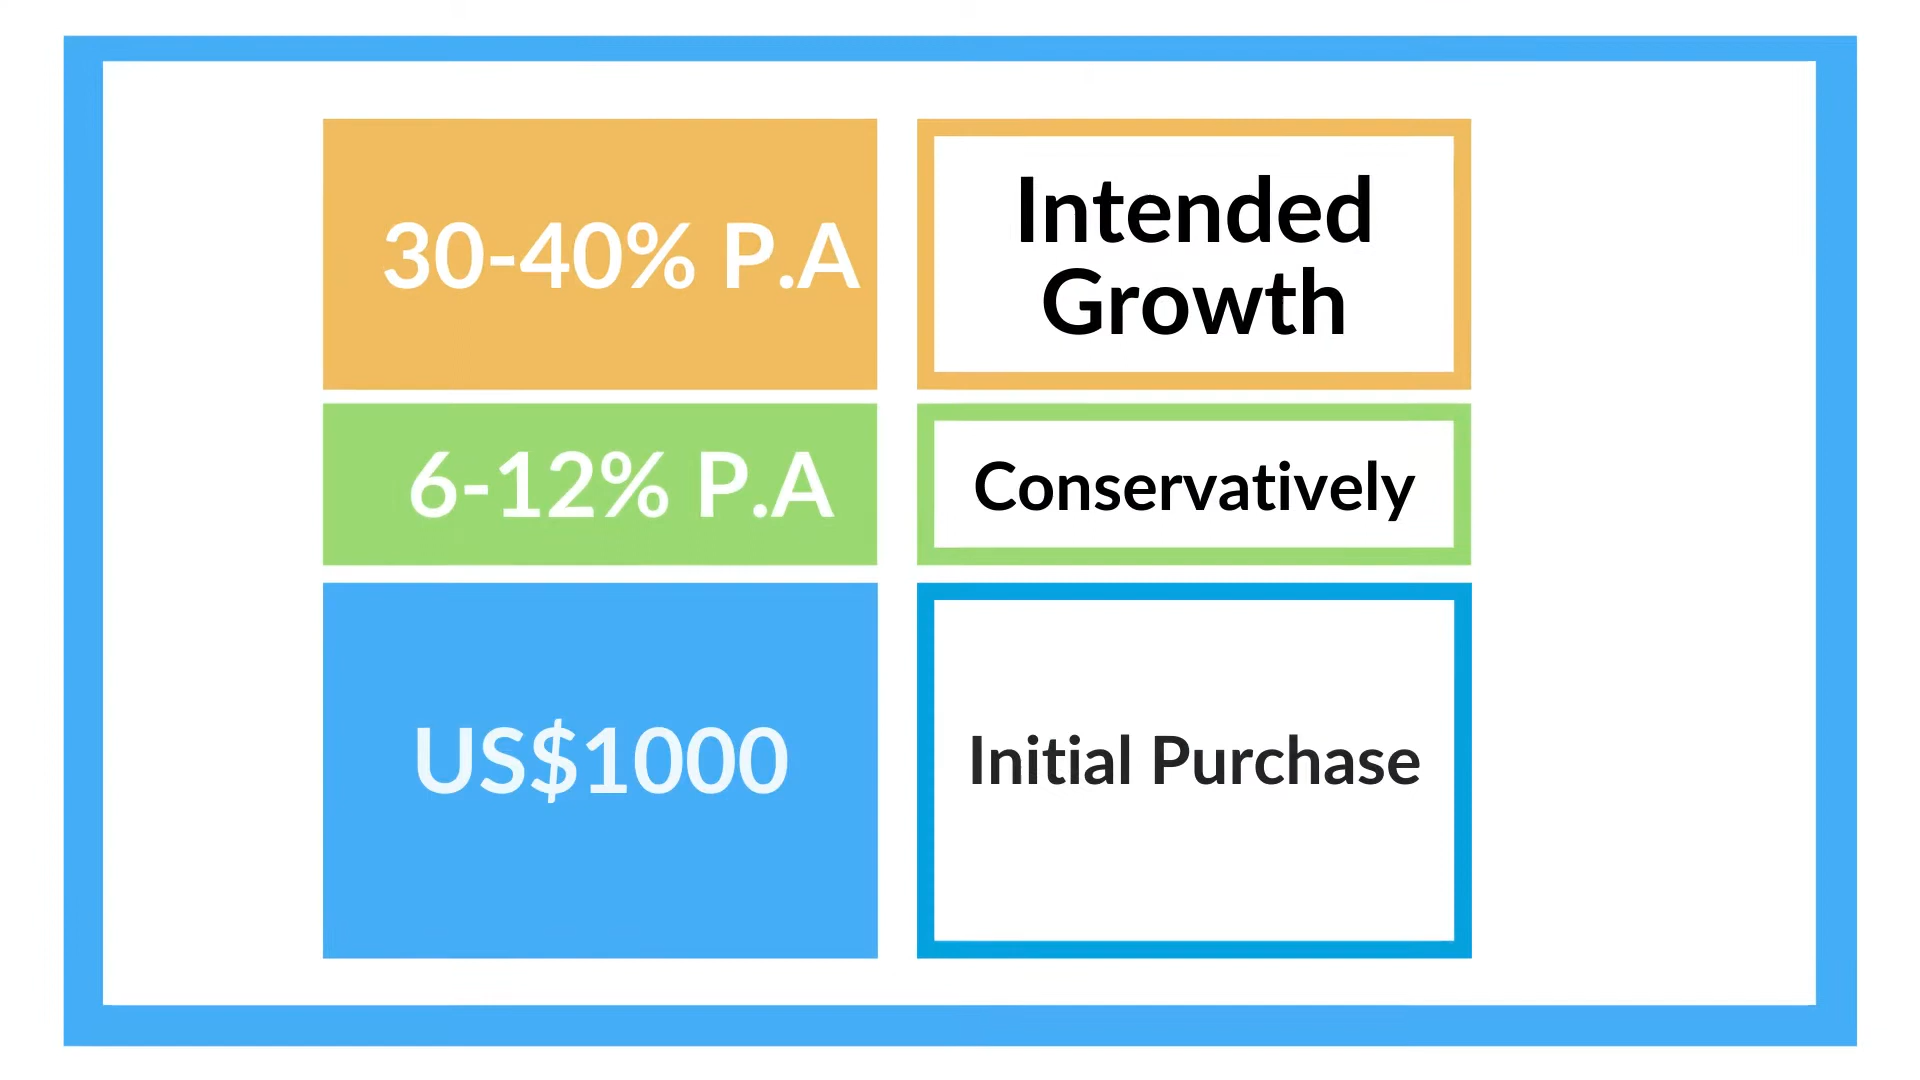 30-40% P.A
Intended
Growth
6-12% P.A
Conservatively
US$1000
Initial Purchase